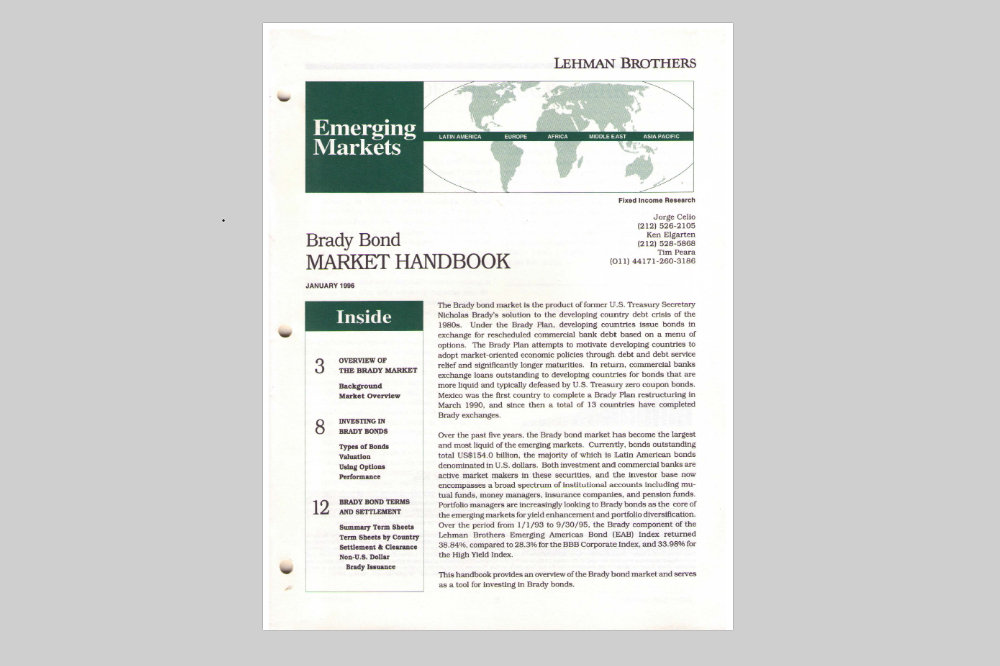 LEHMAN BROTHERS
Emerging
Markets
LATIN AMERICA EUROPE AFRICA MIDDLE EAST ASIA PACIFIC
Fixed Income Research
Jorge Celio
(212) 526-2105
Ken Elgarten
(212) 528-5868
Tim Peara
(011) 44171-260-3186
Brady Bond
MARKET HANDBOOK
JANUARY 1996
Inside
3 OVERVIEW OF
THE BRADY MARKET
Background
Market Overview
8 INVESTING IN
BRADY BONDS
Types of Bonds
Valuation
Using Options
Performance
12 BRADY BOND TERMS
AND SETTLEMENT
Summary Term Sheets
Term Sheets by Country
Settlement & Clearance
Non-U.S. Dollar
Brady Issuance
The Brady bond market is the product of former U.S. Treasury Secretary
Nicholas Brady's solution to the developing country debt crisis of the
1980s. Under the Brady Plan, developing countries issue bonds in
exchange for rescheduled commercial bank debt based on a menu of
options. The Brady Plan attempts to motivate developing countries to
adopt market-oriented economic policies through debt and debt service
relief and significantly longer maturities. In return, commercial banks
exchange loans outstanding to developing countries for bonds that are
more liquid and typically defeased by U.S. Treasury zero coupon bonds.
Mexico was the first country to complete a Brady Plan restructuring in
March 1990, and since then a total of 13 countries have completed
Brady exchanges.
Over the past five years, the Brady bond market has become the largest
and most liquid of the emerging markets. Currently, bonds outstanding
total US$154.0 billion, the majority of which is Latin American bonds
denominated in U.S. dollars. Both investment and commercial banks are
active market makers in these securities, and the investor base now
encompasses a broad spectrum of institutional accounts including mu-
tual funds, money managers, insurance companies, and pension funds.
Portfolio managers are increasingly looking to Brady bonds as the core of
the emerging markets for yield enhancement and portfolio diversification.
Over the period from 1/1/93 to 9/30/95, the Brady component of the
Lehman Brothers Emerging Americas Bond (EAB) Index returned
38.84%, compared to 28.3% for the BBB Corporate Index, and 33.98% for
the High Yield Index.
This handbook provides an overview of the Brady bond market and serves
as a tool for investing in Brady bonds.